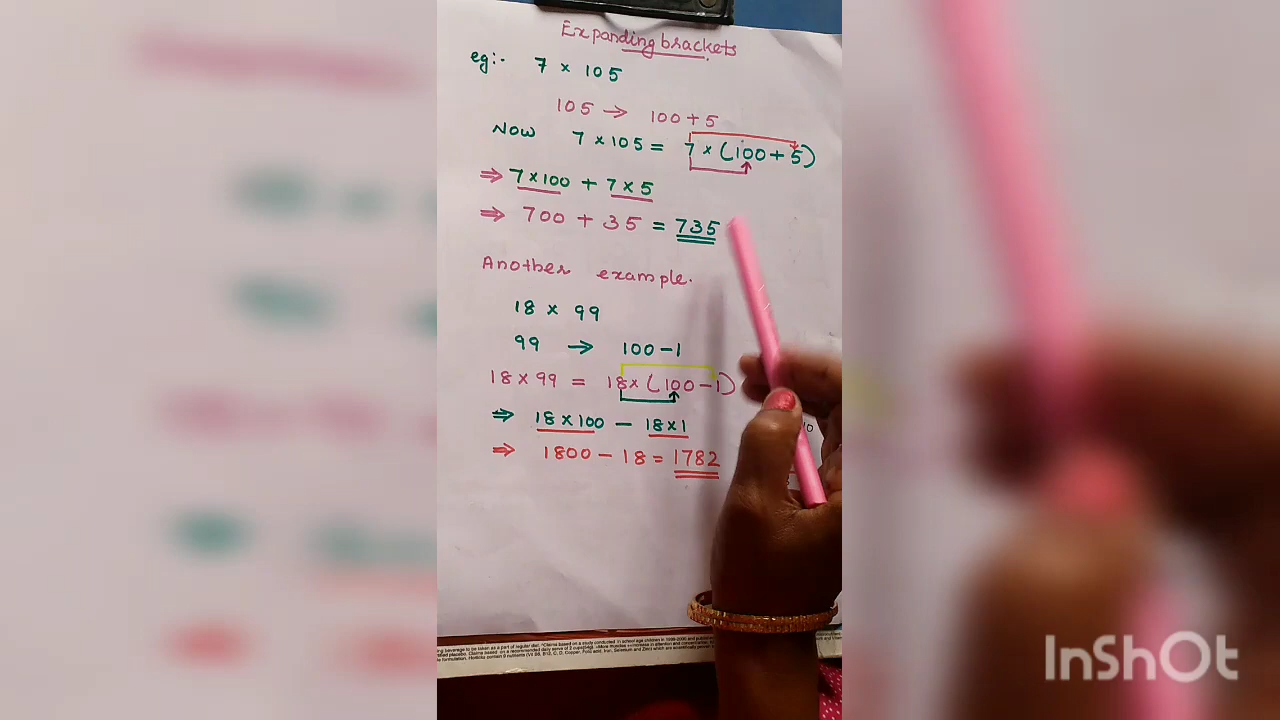 Expanding brackets
eg:- 7 × 105
105 → 100 + 5
Now 7 × 105 = 7 × (100 + 5)
⇒ 7 × 100 + 7 × 5
⇒ 700 + 35 = 735
Another example.
18 × 99
99 → 100 - 1
18 × 99 = 18 × (100 - 1)
⇒ 18 × 100 - 18 × 1
⇒ 1800 - 18 = 1782
InShOt